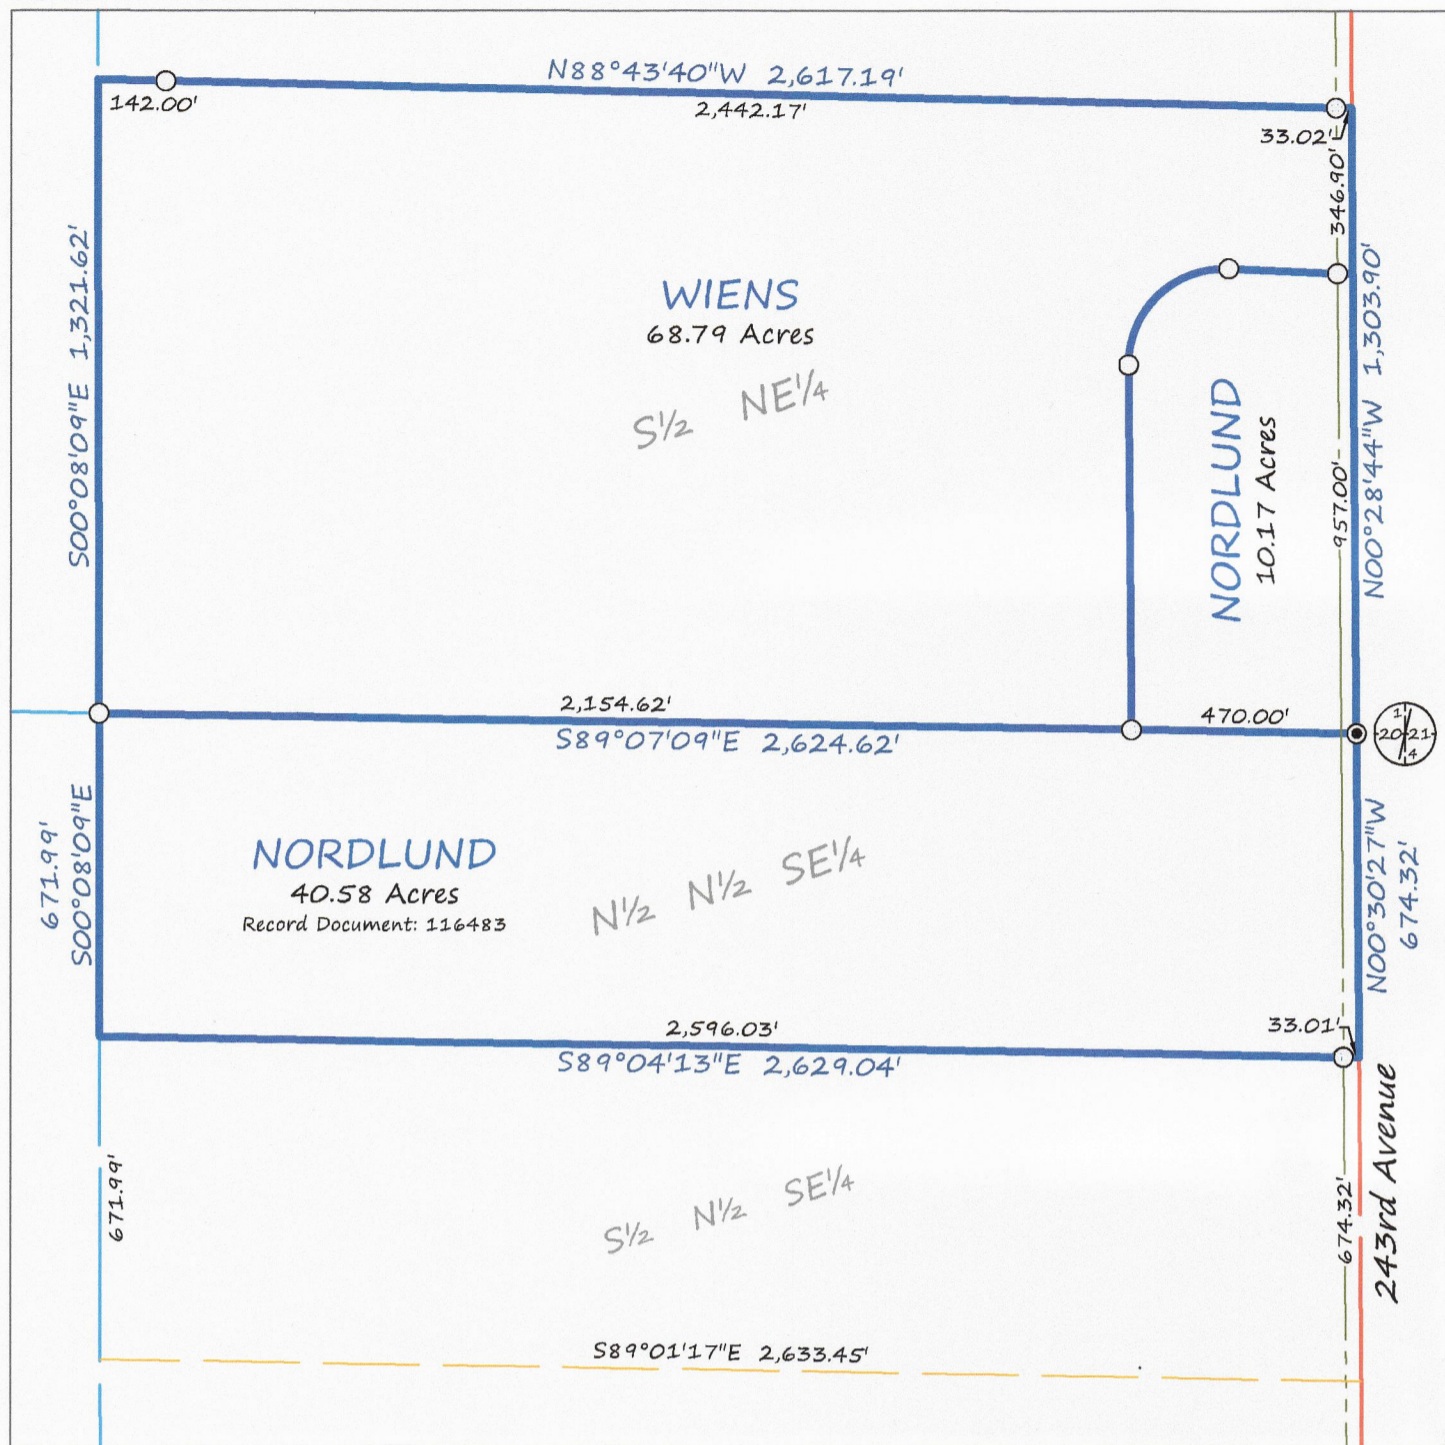 N88°43'40"W 2,617.19'
142.00'
2,442.17'
33.02'
346.90'
S00°08'09"E 1,321.62'
WIENS
68.79 Acres
S½ NE¼
NORDLUND
10.17 Acres
957.00'
N00°28'44"W 1,303.90'
2,154.62'
470.00'
S89°07'09"E 2,624.62'
1
20 21
4
671.99'
S00°08'09"E
NORDLUND
40.58 Acres
Record Document: 116483
N½ N½ SE¼
N00°30'27"W
674.32'
2,596.03'
33.01'
S89°04'13"E 2,629.04'
243rd Avenue
671.99'
S½ N½ SE¼
674.32'
S89°01'17"E 2,633.45'